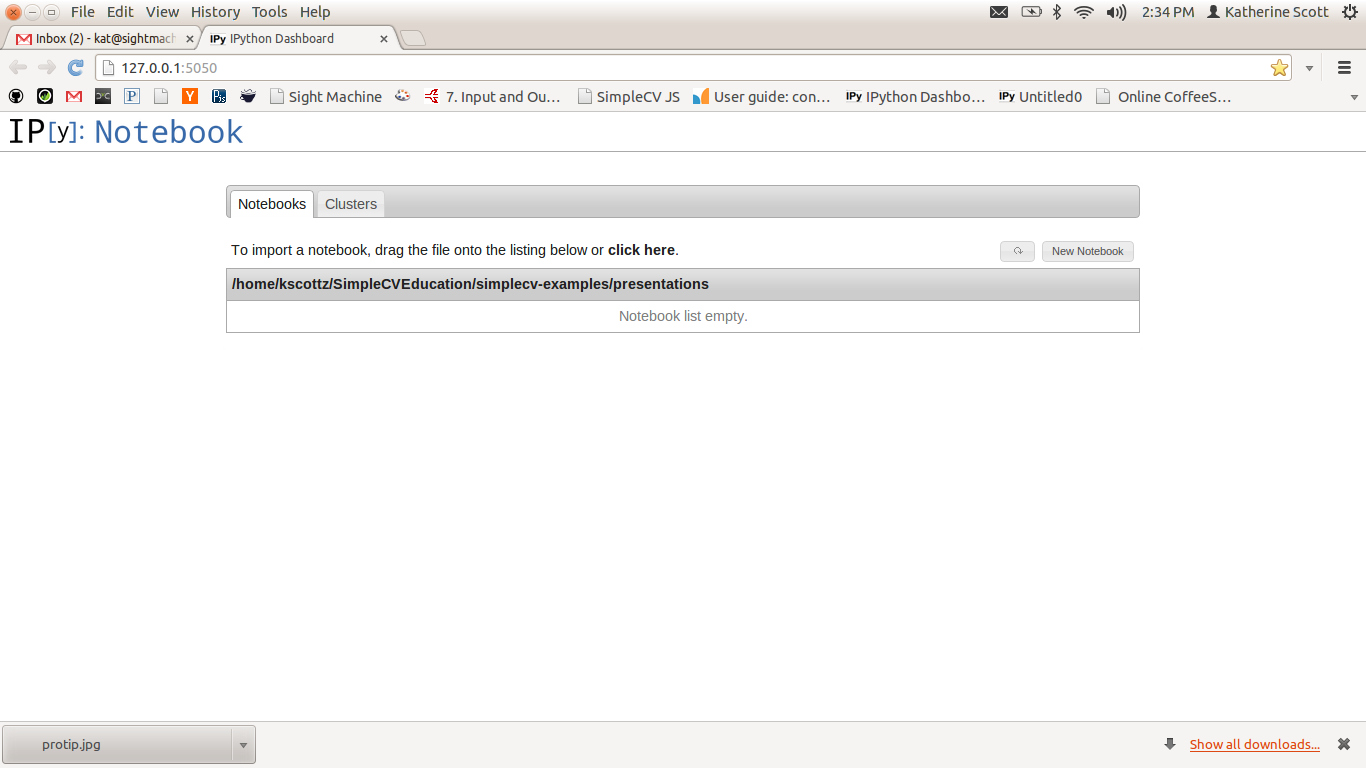 File Edit View History Tools Help 2:34 PM Katherine Scott
Inbox (2) - kat@sightmach IPy IPython Dashboard
127.0.0.1:5050
Sight Machine 7. Input and Ou... SimpleCV JS User guide: con... IPy IPython Dashbo... IPy Untitled0 Online CoffeeS...
IP[y]: Notebook
Notebooks Clusters
To import a notebook, drag the file onto the listing below or click here. New Notebook
/home/kscottz/SimpleCVEducation/simplecv-examples/presentations
Notebook list empty.
protip.jpg Show all downloads...